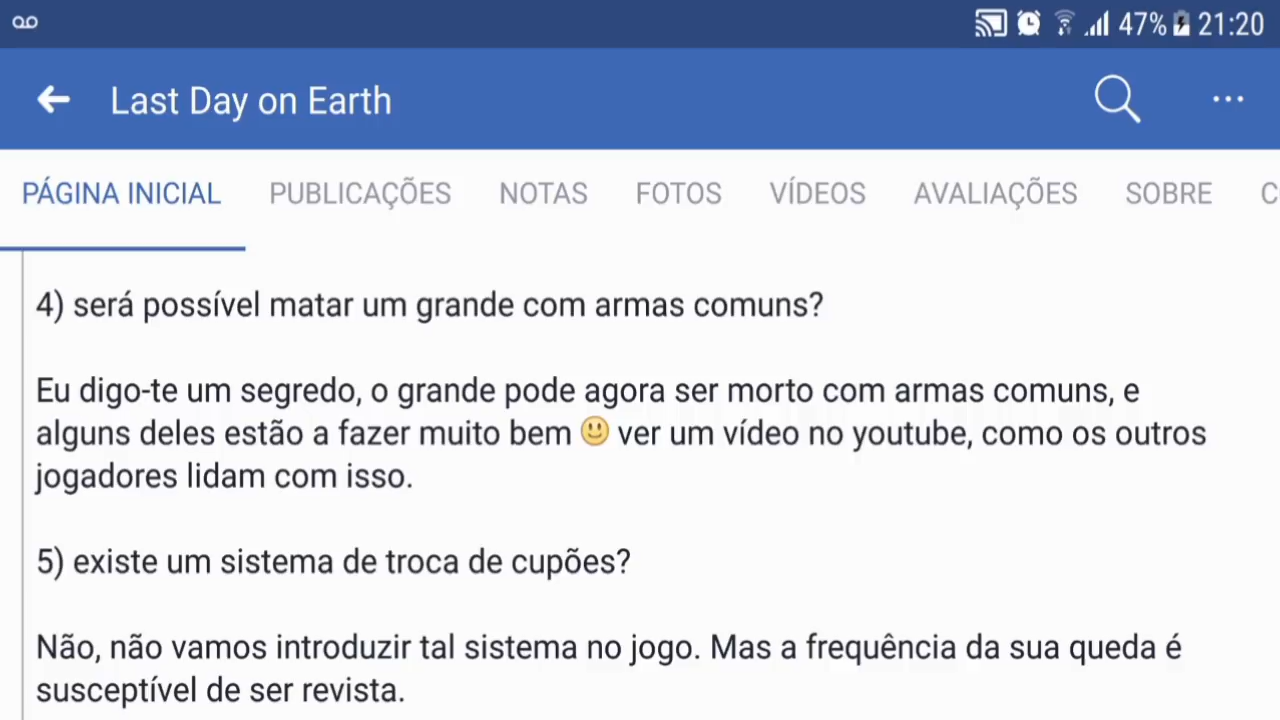 47% 21:20
Last Day on Earth
PÁGINA INICIAL PUBLICAÇÕES NOTAS FOTOS VÍDEOS AVALIAÇÕES SOBRE C
4) será possível matar um grande com armas comuns?
Eu digo-te um segredo, o grande pode agora ser morto com armas comuns, e
alguns deles estão a fazer muito bem 🙂 ver um vídeo no youtube, como os outros
jogadores lidam com isso.
5) existe um sistema de troca de cupões?
Não, não vamos introduzir tal sistema no jogo. Mas a frequência da sua queda é
susceptível de ser revista.